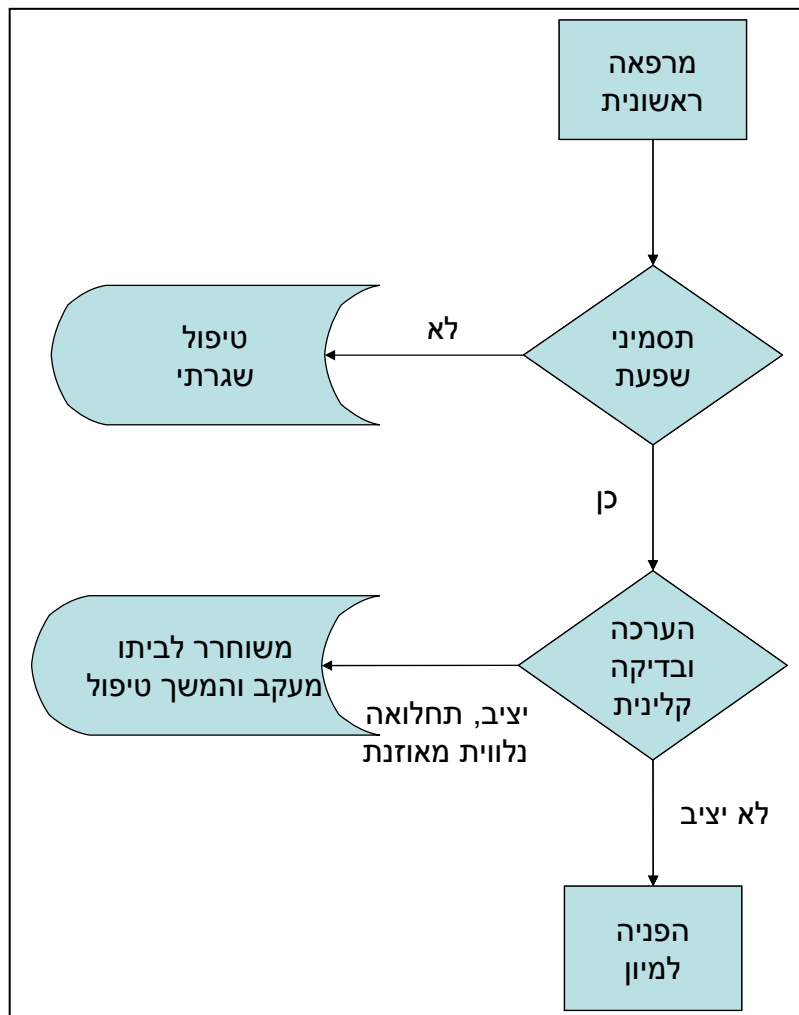 מרפאה
ראשונית
תסמיני
שפעת
לא
טיפול
שגרתי
כן
הערכה
ובדיקה
קלינית
משוחרר לביתו
מעקב והמשך טיפול
יציב, תחלואה
נלווית מאוזנת
לא יציב
הפניה
למיון